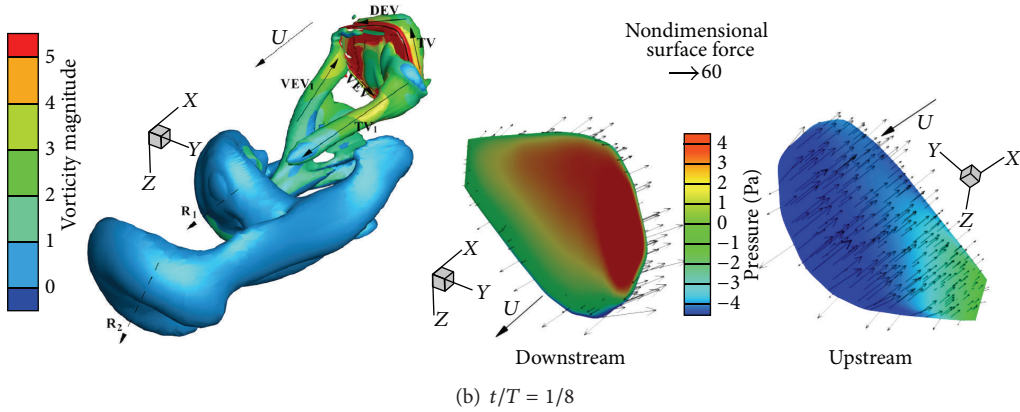 Vorticity magnitude
5
4
3
2
1
0
X
Y
Z
U
DEV
TV
VEV₁
VEV
TV₁
R₁
R₂
Nondimensional
surface force
60
X
Y
Z
U
Downstream
4
3
2
1
0
−1
−2
−3
−4
Pressure (Pa)
U
Y
X
Z
Upstream
(b) t/T = 1/8